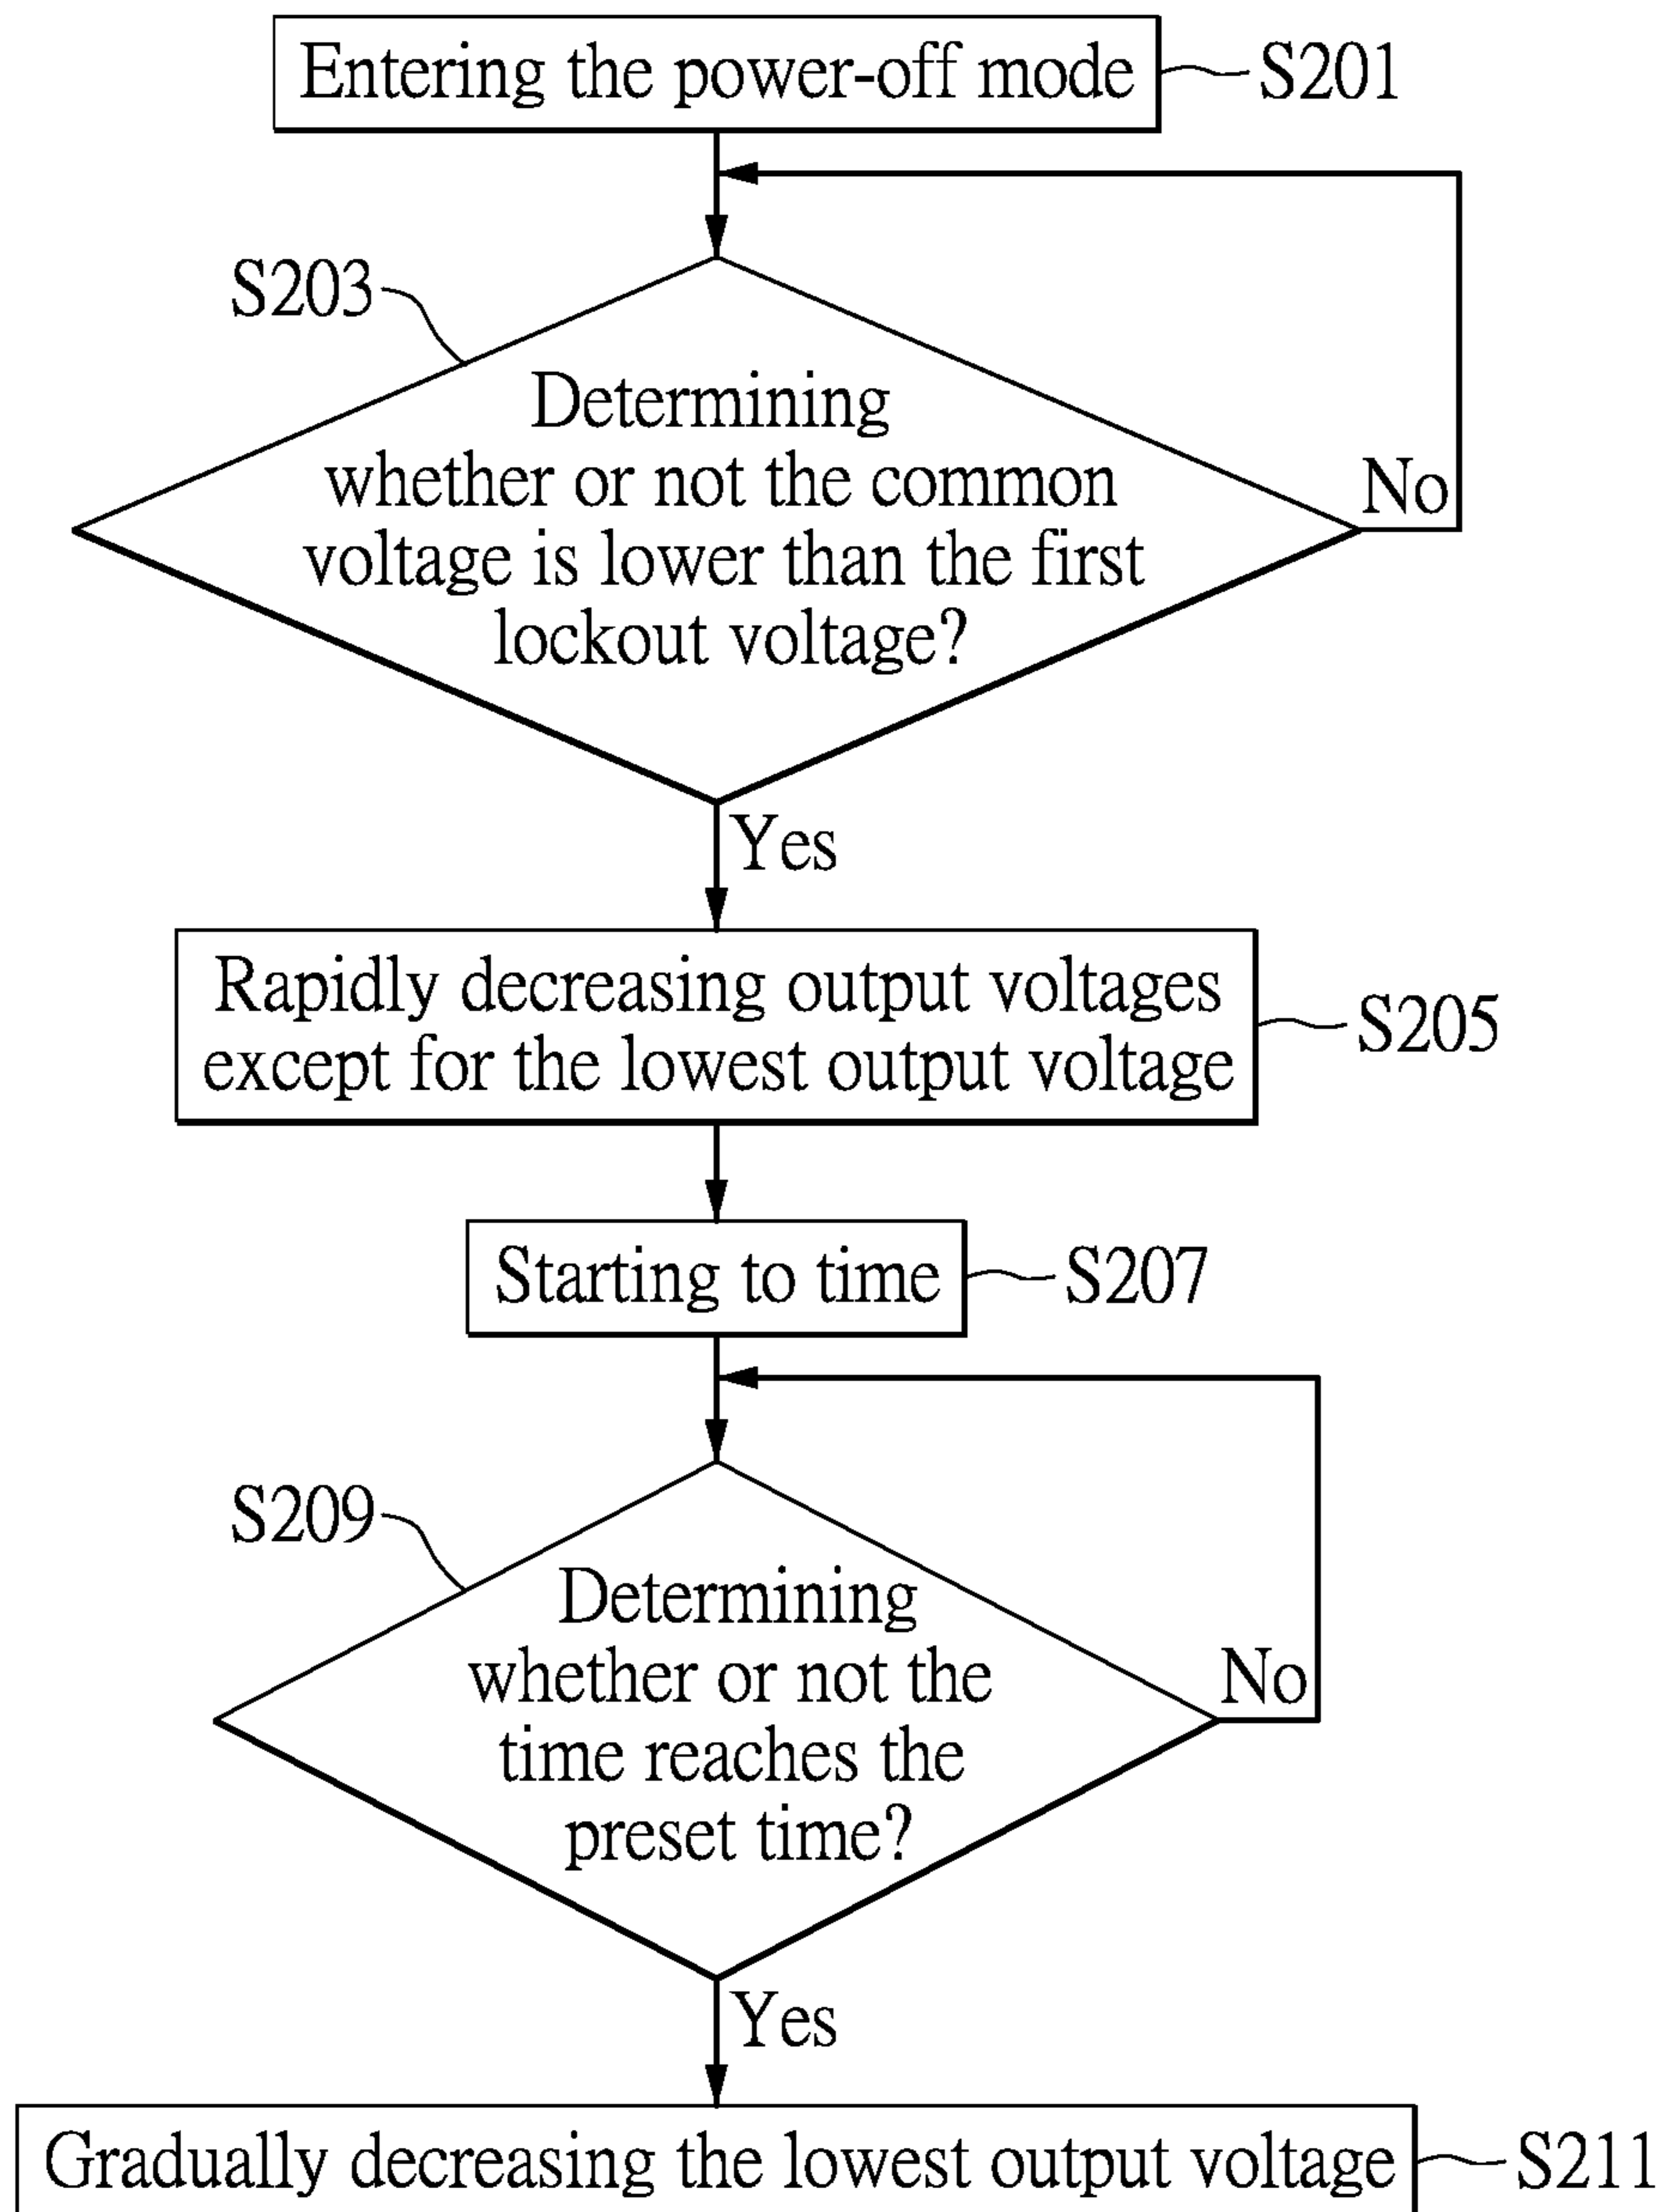 Entering the power-off mode
S201
S203
Determining
whether or not the common
voltage is lower than the first
lockout voltage?
No
Yes
Rapidly decreasing output voltages
except for the lowest output voltage
S205
Starting to time
S207
S209
Determining
whether or not the
time reaches the
preset time?
No
Yes
Gradually decreasing the lowest output voltage
S211